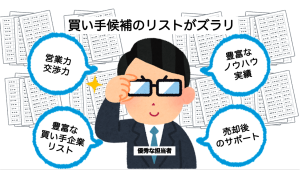 買い手候補のリストがズラリ
営業力
交渉力
豊富な
ノウハウ
実績
豊富な
買い手企業
リスト
売却後
のサポート
優秀な担当者